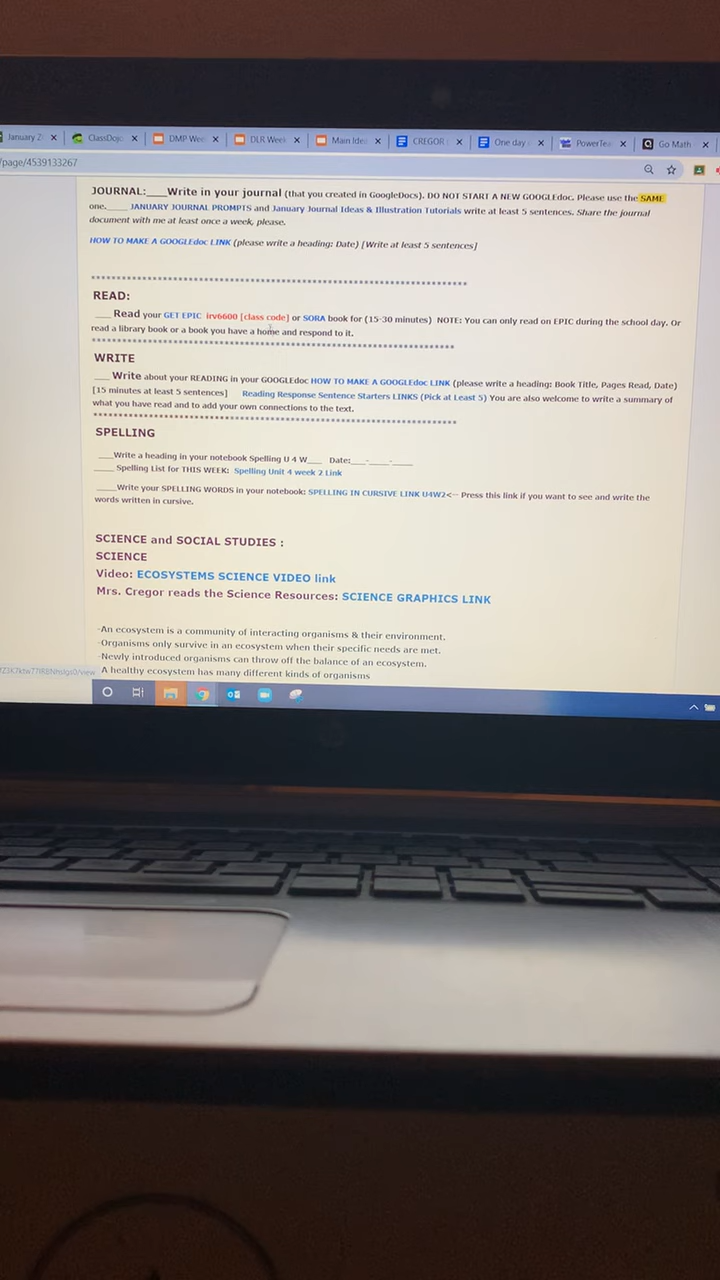 January 2 ClassDojo DMP Wee DLR Week Main Idea CREGOR One day PowerTea Go Math
/page/4539133267
JOURNAL:____Write in your journal (that you created in GoogleDocs). DO NOT START A NEW GOOGLEdoc. Please use the SAME
one.____ JANUARY JOURNAL PROMPTS and January Journal Ideas & Illustration Tutorials write at least 5 sentences. Share the journal
document with me at least once a week, please.
HOW TO MAKE A GOOGLEdoc LINK (please write a heading: Date) [Write at least 5 sentences]
READ:
___ Read your GET EPIC irv6600 [class code] or SORA book for (15-30 minutes) NOTE: You can only read on EPIC during the school day. Or
read a library book or a book you have a home and respond to it.
WRITE
___ Write about your READING in your GOOGLEdoc HOW TO MAKE A GOOGLEdoc LINK (please write a heading: Book Title, Pages Read, Date)
[15 minutes at least 5 sentences] Reading Response Sentence Starters LINKS (Pick at Least 5) You are also welcome to write a summary of
what you have read and to add your own connections to the text.
SPELLING
___Write a heading in your notebook Spelling U 4 W___ Date:___-____-____
____ Spelling List for THIS WEEK: Spelling Unit 4 week 2 Link
____Write your SPELLING WORDS in your notebook: SPELLING IN CURSIVE LINK U4W2<-- Press this link if you want to see and write the
words written in cursive.
SCIENCE and SOCIAL STUDIES :
SCIENCE
Video: ECOSYSTEMS SCIENCE VIDEO link
Mrs. Cregor reads the Science Resources: SCIENCE GRAPHICS LINK
·An ecosystem is a community of interacting organisms & their environment.
·Organisms only survive in an ecosystem when their specific needs are met.
·Newly introduced organisms can throw off the balance of an ecosystem.
·A healthy ecosystem has many different kinds of organisms